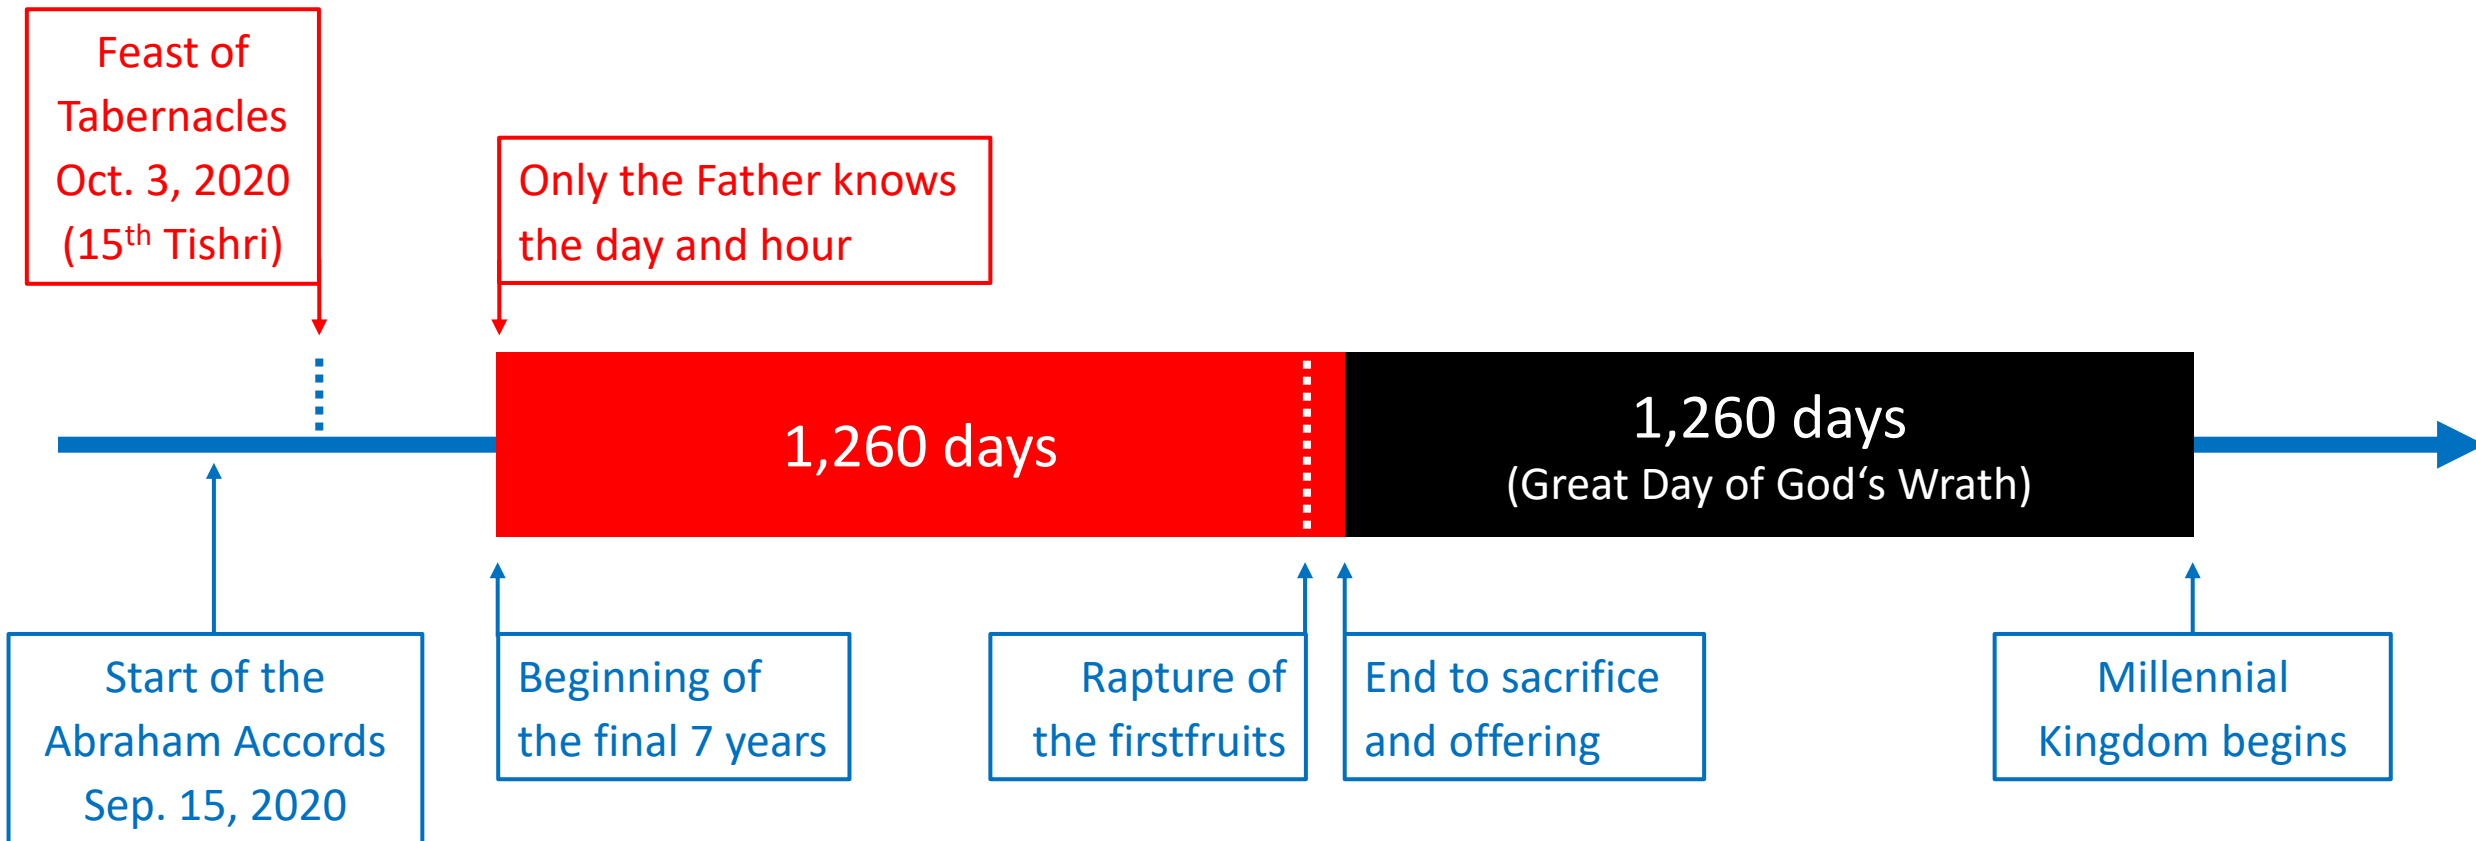 Feast of
Tabernacles
Oct. 3, 2020
(15th Tishri)
Only the Father knows
the day and hour
1,260 days
1,260 days
(Great Day of God‘s Wrath)
Start of the
Abraham Accords
Sep. 15, 2020
Beginning of
the final 7 years
Rapture of
the firstfruits
End to sacrifice
and offering
Millennial
Kingdom begins